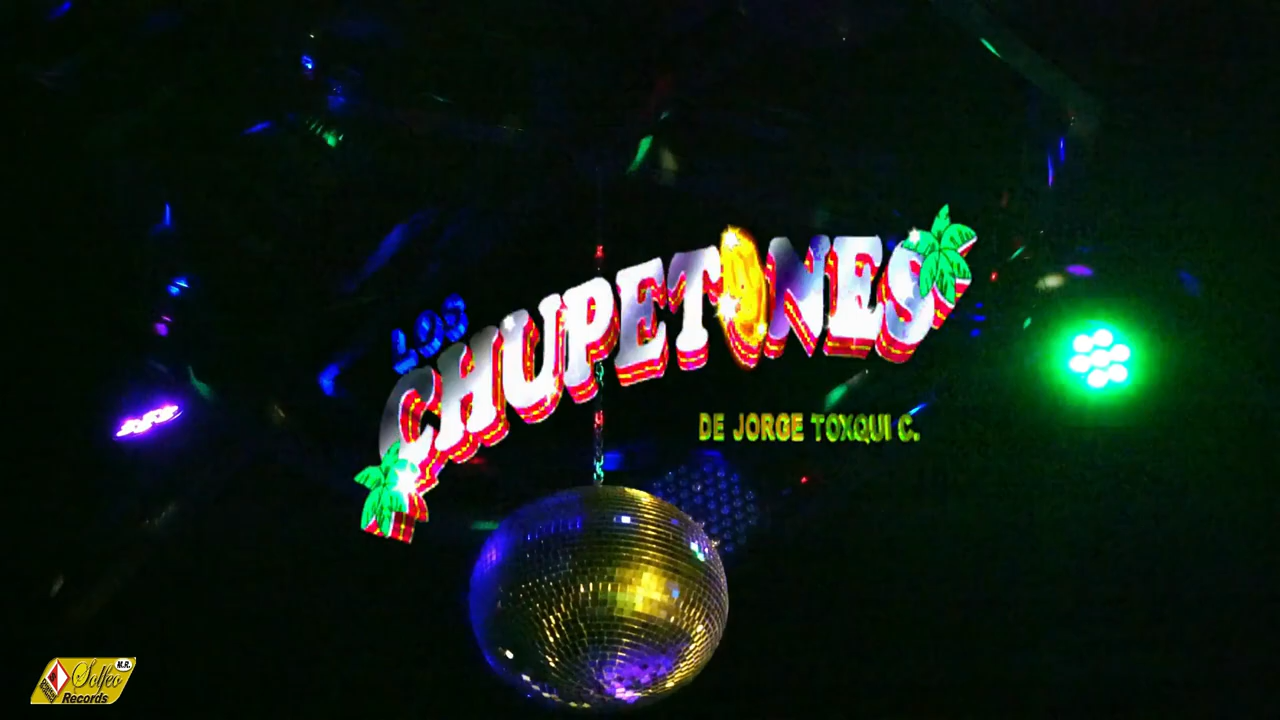 LOS
CHUPETONES
DE JORGE TOXQUI C.
Solfeo
M.R.
Records